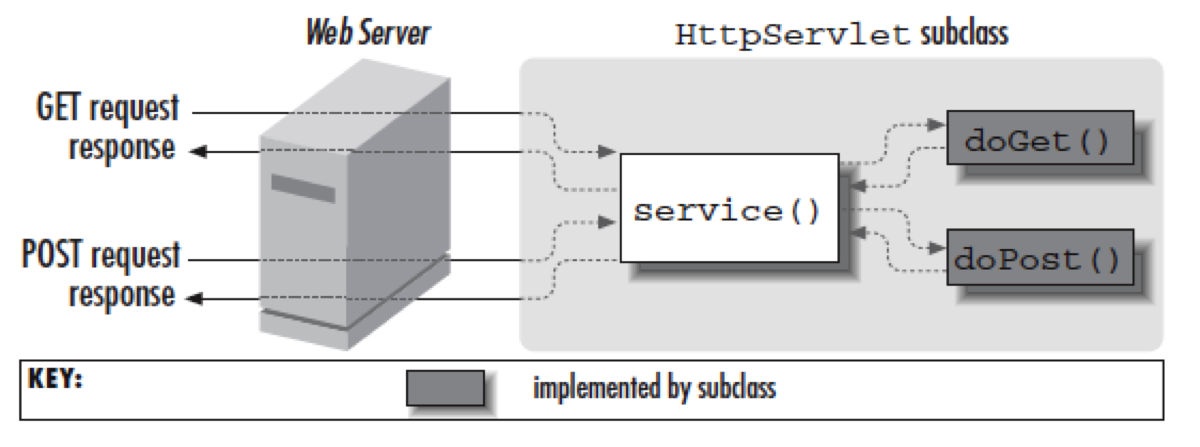 Web Server
HttpServlet subclass
GET request
response
POST request
response
service()
doGet()
doPost()
KEY:
implemented by subclass